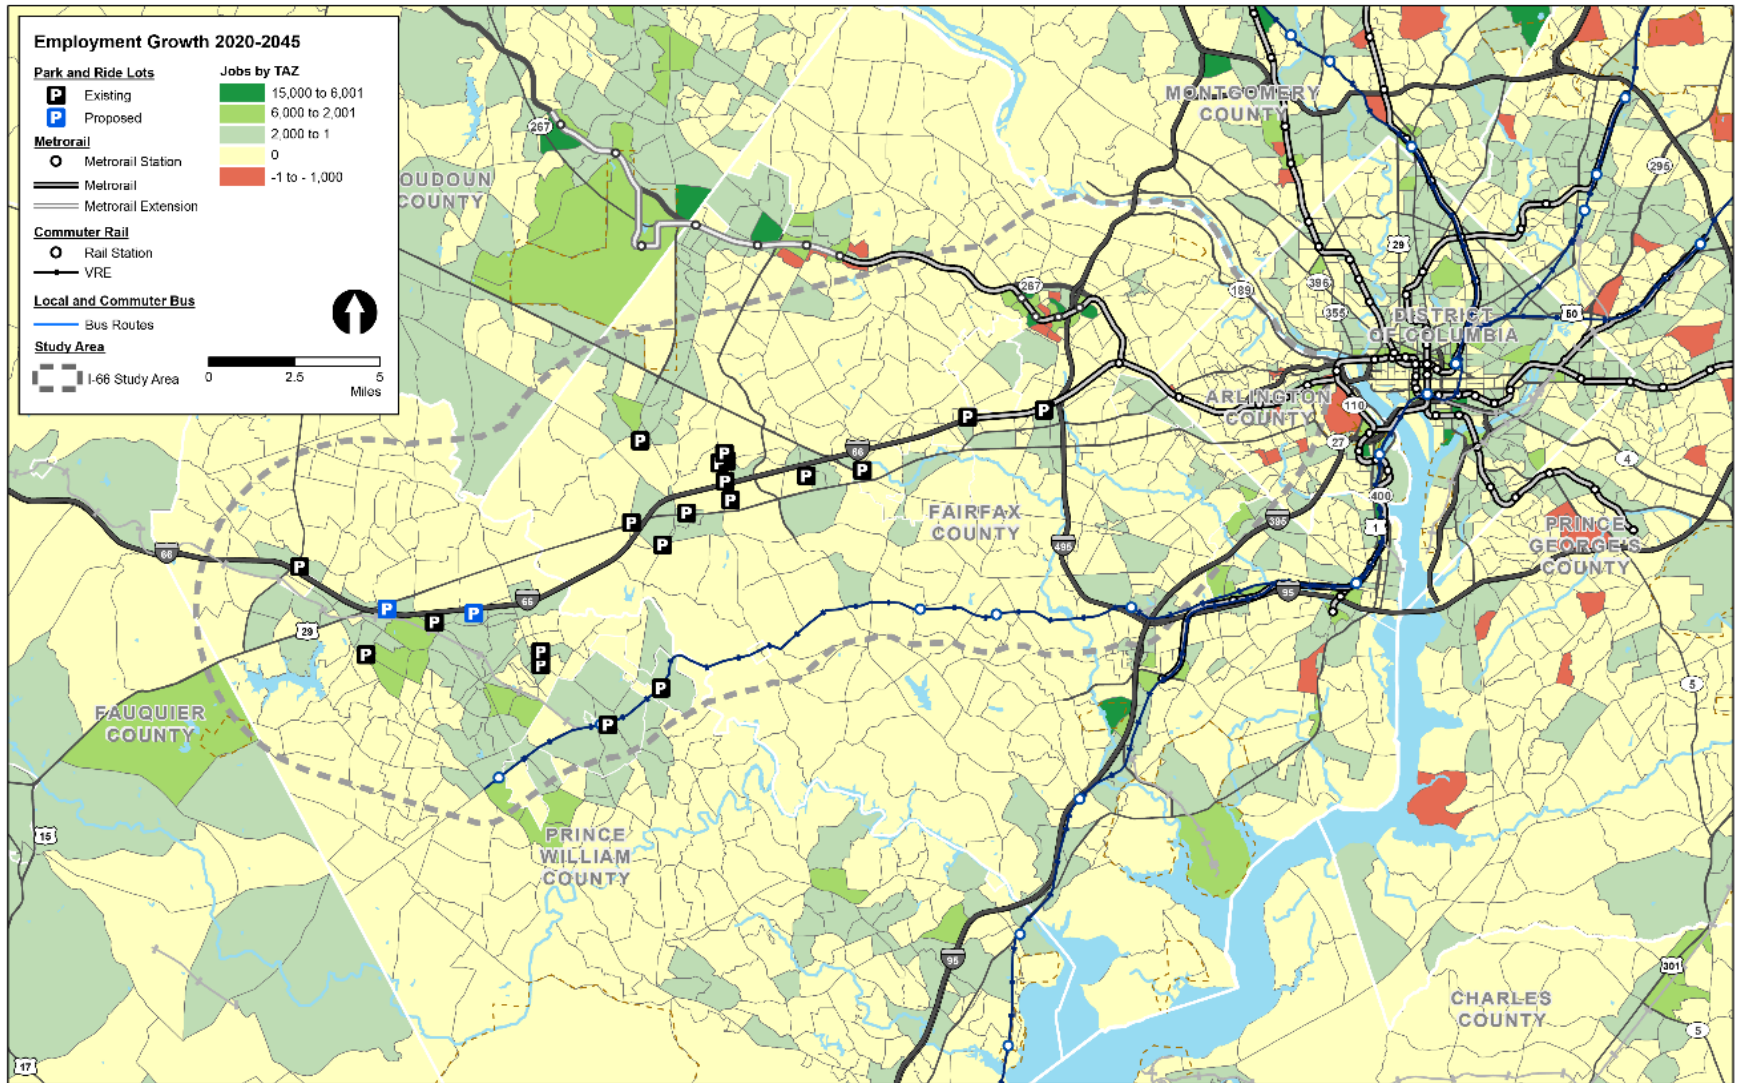 Employment Growth 2020-2045
Park and Ride Lots
P Existing
P Proposed
Metrorail
Metrorail Station
Metrorail
Metrorail Extension
Commuter Rail
Rail Station
VRE
Local and Commuter Bus
Bus Routes
Study Area
I-66 Study Area
Jobs by TAZ
15,000 to 6,001
6,000 to 2,001
2,000 to 1
0
-1 to - 1,000
0 2.5 5
Miles
267
OUDOUN
COUNTY
MONTGOMERY
COUNTY
295
29
396
189
355
267
50
DISTRICT
OF COLUMBIA
ARLINGTON
COUNTY
110
27
4
66
P
P
P
P
P
P
P
P
P
P
P
P
P
400
395
1
FAIRFAX
COUNTY
495
PRINCE
GEORGE'S
COUNTY
66
P
P
P
P
66
95
29
P
P
P
P
P
5
FAUQUIER
COUNTY
15
PRINCE
WILLIAM
COUNTY
95
301
CHARLES
COUNTY
5
17